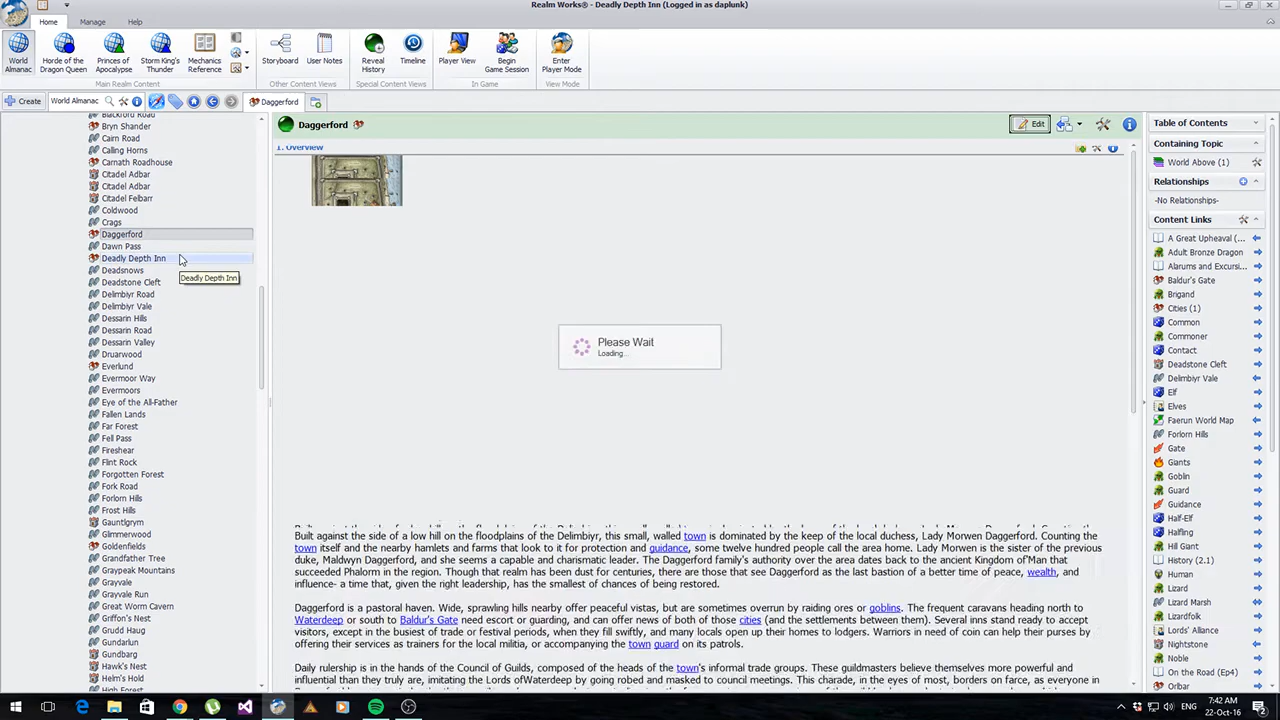 Realm Works® - Deadly Depth Inn (Logged in as daplunk)
Home Manage Help
World Almanac
Horde of the Dragon Queen
Princes of Apocalypse
Storm King's Thunder
Mechanics Reference
Storyboard
User Notes
Reveal History
Timeline
Player View
Begin Game Session
Enter Player Mode
Main Realm Content
Other Content Views
Special Content Views
In Game
View Mode
Create
World Almanac
Daggerford
Blackford Road
Bryn Shander
Cairn Road
Calling Horns
Carnath Roadhouse
Citadel Adbar
Citadel Adbar
Citadel Felbarr
Coldwood
Crags
Daggerford
Dawn Pass
Deadly Depth Inn
Deadly Depth Inn
Deadsnows
Deadstone Cleft
Delimbiyr Road
Delimbiyr Vale
Dessarin Hills
Dessarin Road
Dessarin Valley
Druarwood
Everlund
Evermoor Way
Evermoors
Eye of the All-Father
Fallen Lands
Far Forest
Fell Pass
Fireshear
Flint Rock
Forgotten Forest
Fork Road
Forlorn Hills
Frost Hills
Gauntlgrym
Glimmerwood
Goldenfields
Grandfather Tree
Graypeak Mountains
Grayvale
Grayvale Run
Great Worm Cavern
Griffon's Nest
Grudd Haug
Gundarlun
Gundbarg
Hawk's Nest
Helm's Hold
High Forest
Daggerford
Edit
1. Overview
Please Wait
Loading...
Built against the side of a low hill on the floodplains of the Delimbiyr, this small, walled town is dominated by the keep of the local duchess, Lady Morwen Daggerford. Counting the
town itself and the nearby hamlets and farms that look to it for protection and guidance, some twelve hundred people call the area home. Lady Morwen is the sister of the previous
duke, Maldwyn Daggerford, and she seems a capable and charismatic leader. The Daggerford family's authority over the area dates back to the ancient Kingdom of Man that
succeeded Phalorm in the region. Though that realm has been dust for centuries, there are those that see Daggerford as the last bastion of a better time of peace, wealth, and
influence- a time that, given the right leadership, has the smallest of chances of being restored.
Daggerford is a pastoral haven. Wide, sprawling hills nearby offer peaceful vistas, but are sometimes overrun by raiding orcs or goblins. The frequent caravans heading north to
Waterdeep or south to Baldur's Gate need escort or guarding, and can offer news of both of those cities (and the settlements between them). Several inns stand ready to accept
visitors, except in the busiest of trade or festival periods, when they fill swiftly, and many locals open up their homes to lodgers. Warriors in need of coin can help their purses by
offering their services as trainers for the local militia, or accompanying the town guard on its patrols.
Daily rulership is in the hands of the Council of Guilds, composed of the heads of the town's informal trade groups. These guildmasters believe themselves more powerful and
influential than they truly are, imitating the Lords ofWaterdeep by going robed and masked to council meetings. This charade, in the eyes of most, borders on farce, as everyone in
Table of Contents
Containing Topic
World Above (1)
Relationships
-No Relationships-
Content Links
A Great Upheaval (...
Adult Bronze Dragon
Alarums and Excursi...
Baldur's Gate
Brigand
Cities (1)
Common
Commoner
Contact
Deadstone Cleft
Delimbiyr Vale
Elf
Elves
Faerun World Map
Forlorn Hills
Gate
Giants
Goblin
Guard
Guidance
Half-Elf
Halfling
Hill Giant
History (2.1)
Human
Lizard
Lizard Marsh
Lizardfolk
Lords' Alliance
Nightstone
Noble
On the Road (Ep4)
Orlbar
7:42 AM
22-Oct-16
2